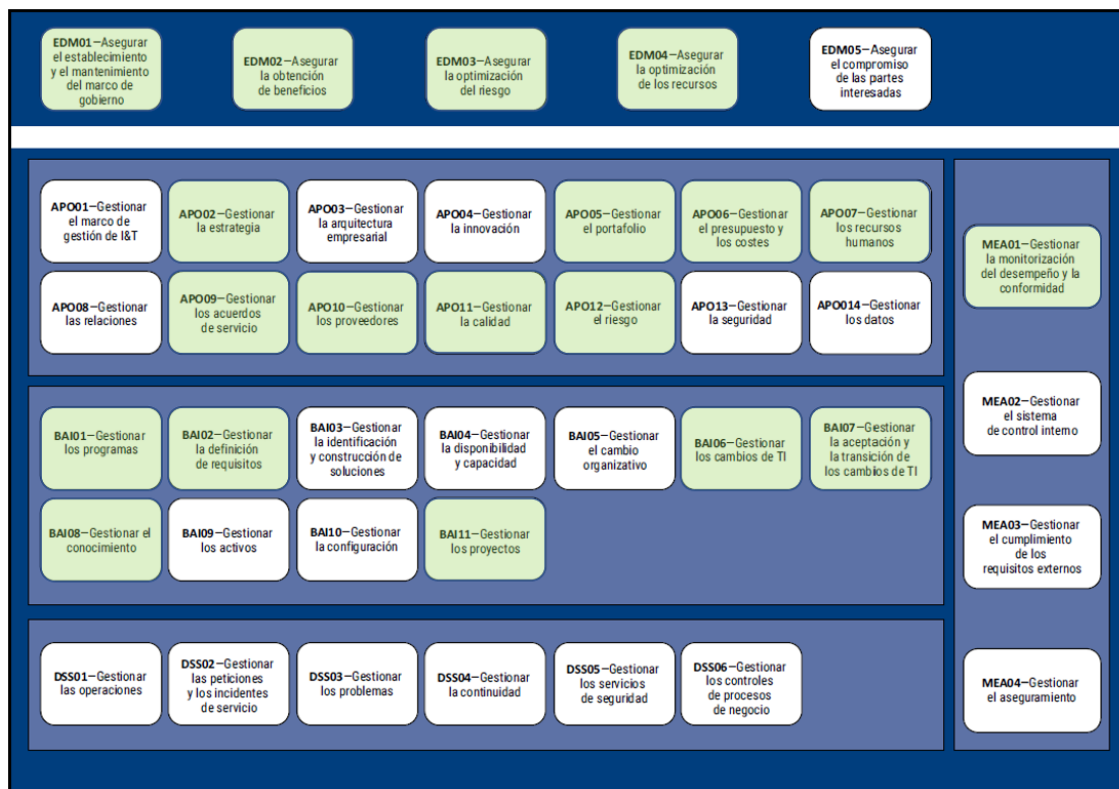 EDM01—Asegurar
el establecimiento
y el mantenimiento
del marco de
gobierno
EDM02—Asegurar
la obtención
de beneficios
EDM03—Asegurar
la optimización
del riesgo
EDM04—Asegurar
la optimización
de los recursos
EDM05—Asegurar
el compromiso
de las partes
interesadas
APO01—Gestionar
el marco de
gestión de I&T
APO02—Gestionar
la estrategia
APO03—Gestionar
la arquitectura
empresarial
APO04—Gestionar
la innovación
APO05—Gestionar
el portafolio
APO06—Gestionar
el presupuesto y
los costes
APO07—Gestionar
los recursos
humanos
APO08—Gestionar
las relaciones
APO09—Gestionar
los acuerdos
de servicio
APO10—Gestionar
los proveedores
APO11—Gestionar
la calidad
APO12—Gestionar
el riesgo
APO13—Gestionar
la seguridad
APO014—Gestionar
los datos
BAI01—Gestionar
los programas
BAI02—Gestionar
la definición
de requisitos
BAI03—Gestionar
la identificación
y construcción de
soluciones
BAI04—Gestionar
la disponibilidad
y capacidad
BAI05—Gestionar
el cambio
organizativo
BAI06—Gestionar
los cambios de TI
BAI07—Gestionar
la aceptación y
la transición de
los cambios de TI
BAI08—Gestionar el
conocimiento
BAI09—Gestionar
los activos
BAI10—Gestionar
la configuración
BAI11—Gestionar
los proyectos
DSS01—Gestionar
las operaciones
DSS02—Gestionar
las peticiones
y los incidentes
de servicio
DSS03—Gestionar
los problemas
DSS04—Gestionar
la continuidad
DSS05—Gestionar
los servicios
de seguridad
DSS06—Gestionar
los controles
de procesos
de negocio
MEA01—Gestionar
la monitorización
del desempeño y la
conformidad
MEA02—Gestionar
el sistema
de control interno
MEA03—Gestionar
el cumplimiento
de los
requisitos externos
MEA04—Gestionar
el aseguramiento